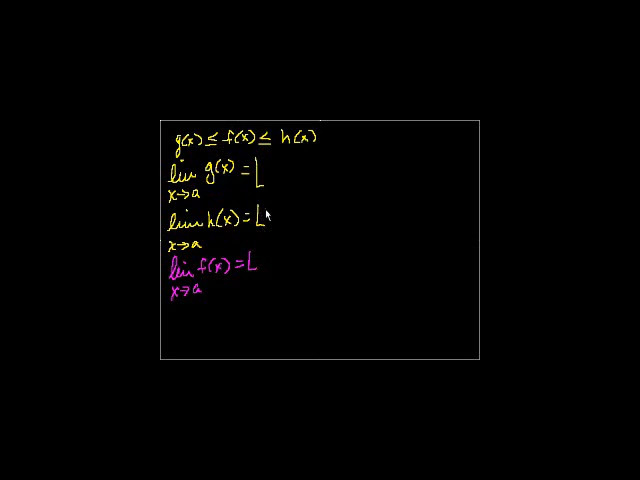 g(x) ≤ f(x) ≤ h(x)
lim g(x) = L
x→a
lim h(x) = L
x→a
lim f(x) = L
x→a